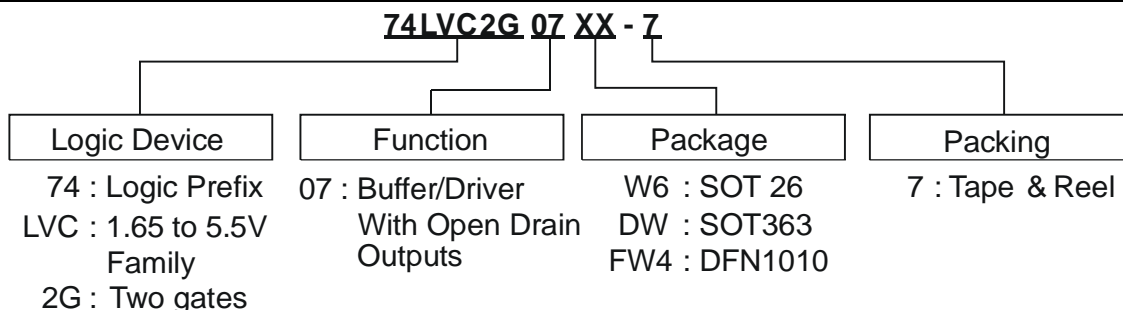 74LVC2G 07 XX - 7
Logic Device
74 : Logic Prefix
LVC : 1.65 to 5.5V
Family
2G : Two gates
Function
07 : Buffer/Driver
With Open Drain
Outputs
Package
W6 : SOT 26
DW : SOT363
FW4 : DFN1010
Packing
7 : Tape & Reel